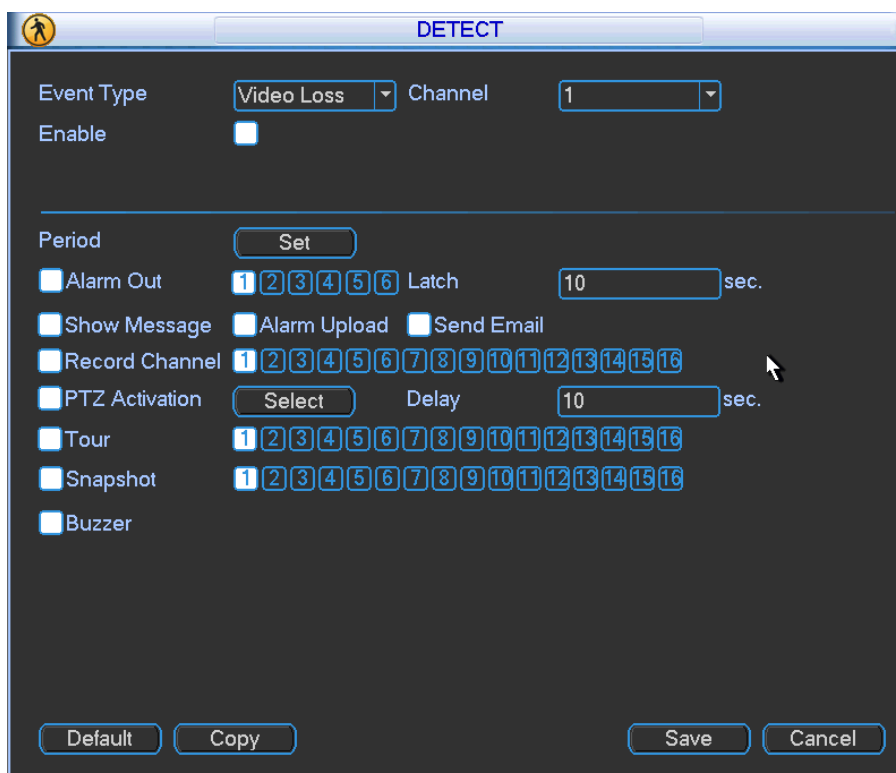 DETECT
Event Type Video Loss Channel 1
Enable
Period Set
Alarm Out 1 2 3 4 5 6 Latch 10 sec.
Show Message Alarm Upload Send Email
Record Channel 1 2 3 4 5 6 7 8 9 10 11 12 13 14 15 16
PTZ Activation Select Delay 10 sec.
Tour 1 2 3 4 5 6 7 8 9 10 11 12 13 14 15 16
Snapshot 1 2 3 4 5 6 7 8 9 10 11 12 13 14 15 16
Buzzer
Default Copy Save Cancel